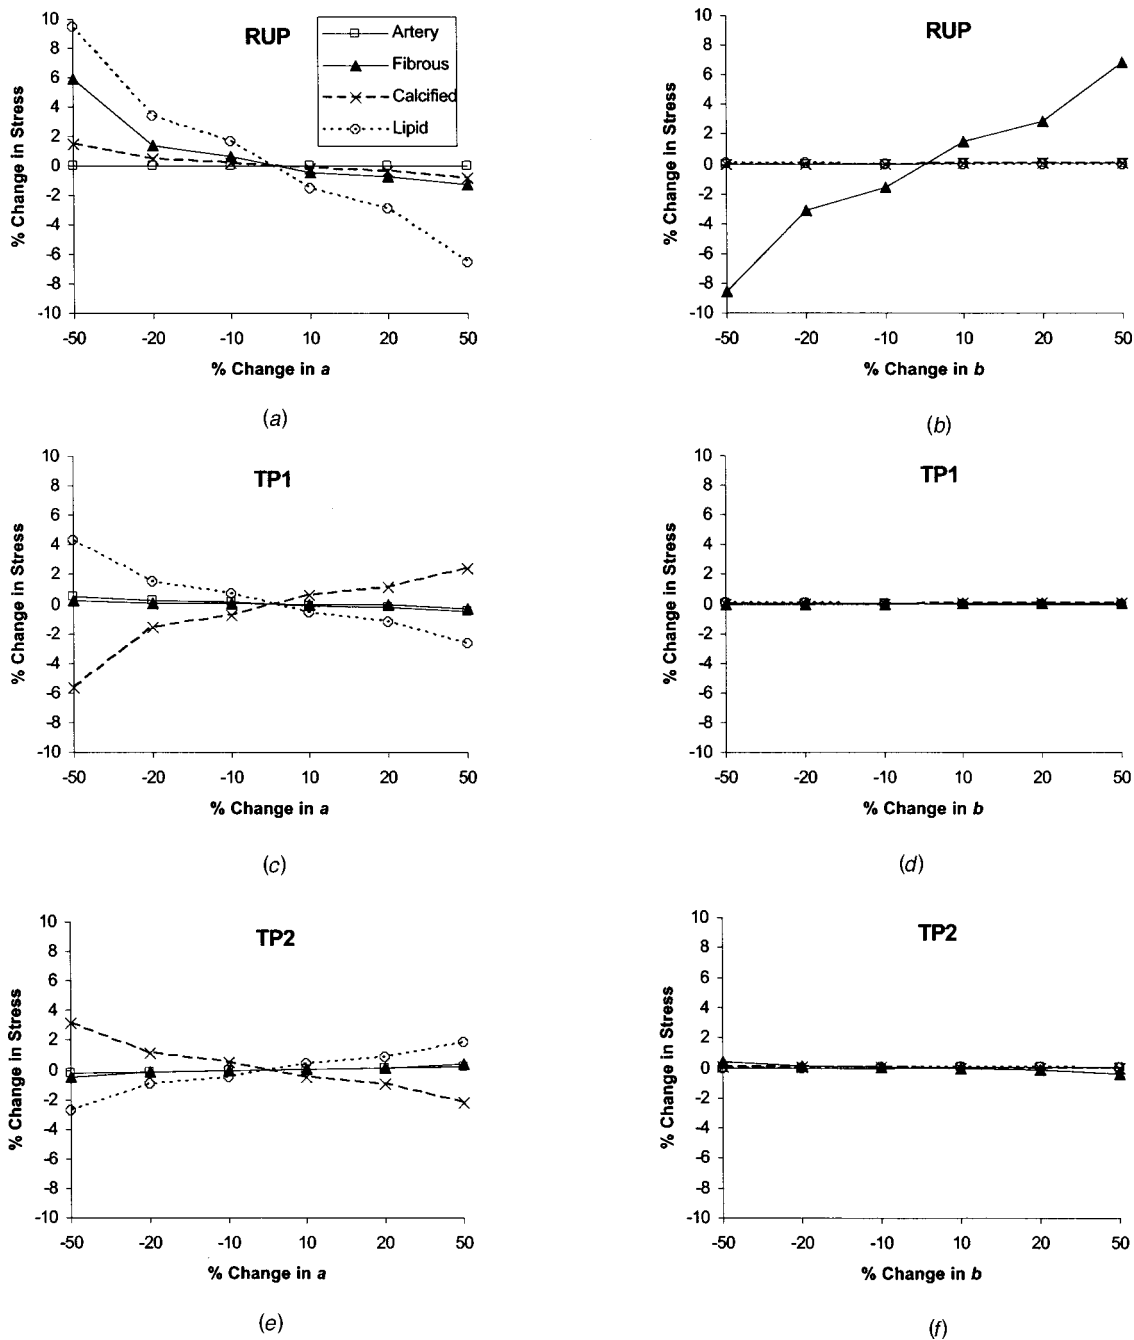 RUP
Artery
Fibrous
Calcified
Lipid
10
8
6
4
2
0
-2
-4
-6
-8
-10
% Change in Stress
-50 -20 -10 10 20 50
% Change in a
(a)
RUP
10
8
6
4
2
0
-2
-4
-6
-8
-10
% Change in Stress
-50 -20 -10 10 20 50
% Change in b
(b)
TP1
10
8
6
4
2
0
-2
-4
-6
-8
-10
% Change in Stress
-50 -20 -10 10 20 50
% Change in a
(c)
TP1
10
8
6
4
2
0
-2
-4
-6
-8
-10
% Change in Stress
-50 -20 -10 10 20 50
% Change in b
(d)
TP2
10
8
6
4
2
0
-2
-4
-6
-8
-10
% Change in Stress
-50 -20 -10 10 20 50
% Change in a
(e)
TP2
10
8
6
4
2
0
-2
-4
-6
-8
-10
% Change in Stress
-50 -20 -10 10 20 50
% Change in b
(f)